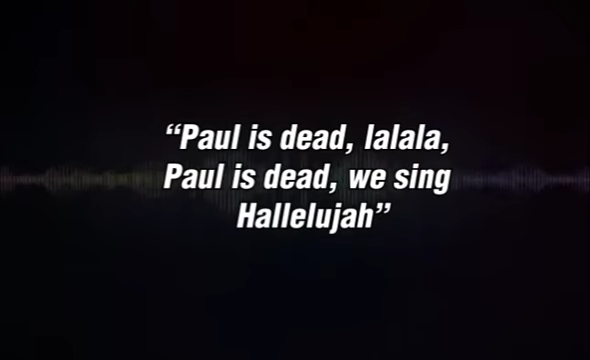 “Paul is dead, lalala,
Paul is dead, we sing
Hallelujah”